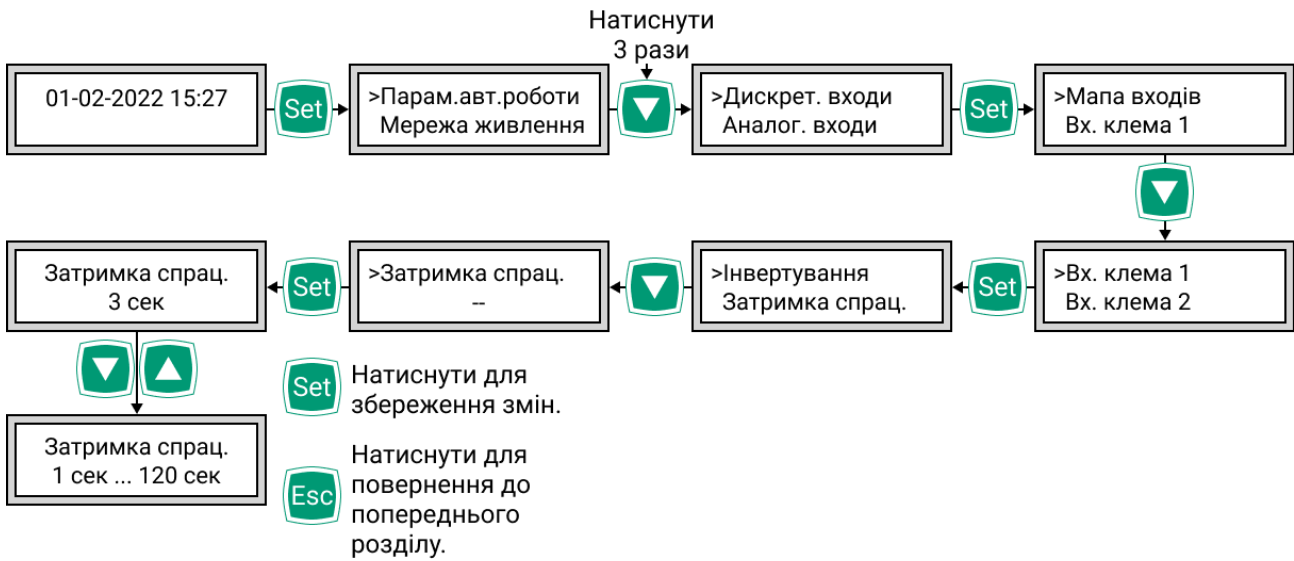 Натиснути
3 рази
01-02-2022 15:27
Set
>Парам.авт.роботи
Мережа живлення
>Дискрет. входи
Аналог. входи
Set
>Мапа входів
Вх. клема 1
>Вх. клема 1
Вх. клема 2
Set
>Інвертування
Затримка спрац.
>Затримка спрац.
--
Set
Затримка спрац.
3 сек
Затримка спрац.
1 сек ... 120 сек
Set
Натиснути для
збереження змін.
Esc
Натиснути для
повернення до
попереднього
розділу.